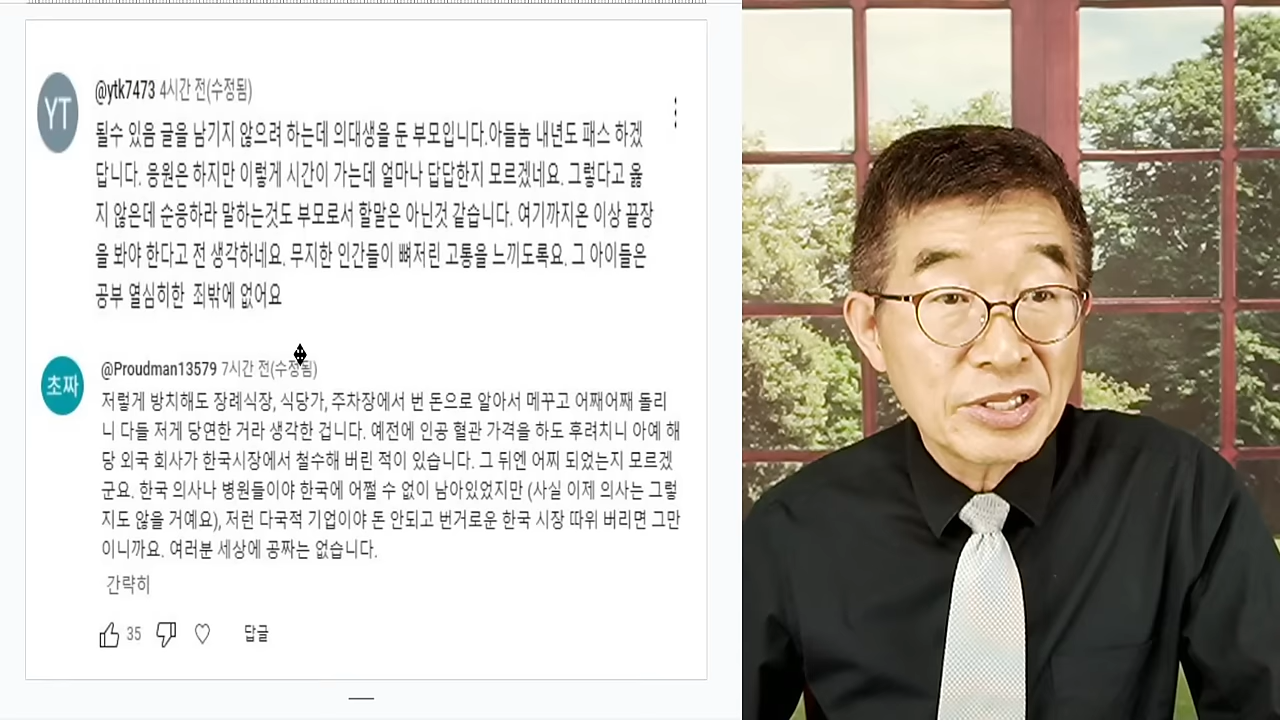 YT
@ytk7473 4시간 전(수정됨)
될수 있음 글을 남기지 않으려 하는데 의대생을 둔 부모입니다.아들놈 내년도 패스 하겠
답니다. 응원은 하지만 이렇게 시간이 가는데 얼마나 답답한지 모르겠네요. 그렇다고 옳
지 않은데 순응하라 말하는것도 부모로서 할말은 아닌것 같습니다. 여기까지온 이상 끝장
을 봐야 한다고 전 생각하네요. 무지한 인간들이 뼈저린 고통을 느끼도록요. 그 아이들은
공부 열심히한 죄밖에 없어요
초짜
@Proudman13579 7시간 전(수정됨)
저렇게 방치해도 장례식장, 식당가, 주차장에서 번 돈으로 알아서 메꾸고 어째어째 돌리
니 다들 저게 당연한 거라 생각한 겁니다. 예전에 인공 혈관 가격을 하도 후려치니 아예 해
당 외국 회사가 한국시장에서 철수해 버린 적이 있습니다. 그 뒤엔 어찌 되었는지 모르겠
군요. 한국 의사나 병원들이야 한국에 어쩔 수 없이 남아있었지만 (사실 이제 의사는 그렇
지도 않을 거예요), 저런 다국적 기업이야 돈 안되고 번거로운 한국 시장 따위 버리면 그만
이니까요. 여러분 세상에 공짜는 없습니다.
간략히
35
답글